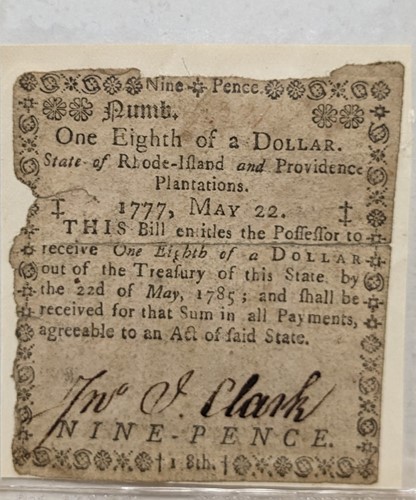 Nine Pence.
Numb.
One Eighth of a DOLLAR.
State of Rhode-Iſland and Providence
Plantations.
‡ 1777, MAY 22. ‡
THIS Bill entitles the Poſſeſſor to
receive One Eighth of a DOLLAR
out of the Treaſury of this State by
the 22d of May, 1785; and ſhall be
received for that Sum in all Payments,
agreeable to an Act of ſaid State.
Jno J. Clark
NINE-PENCE.
†18th.†